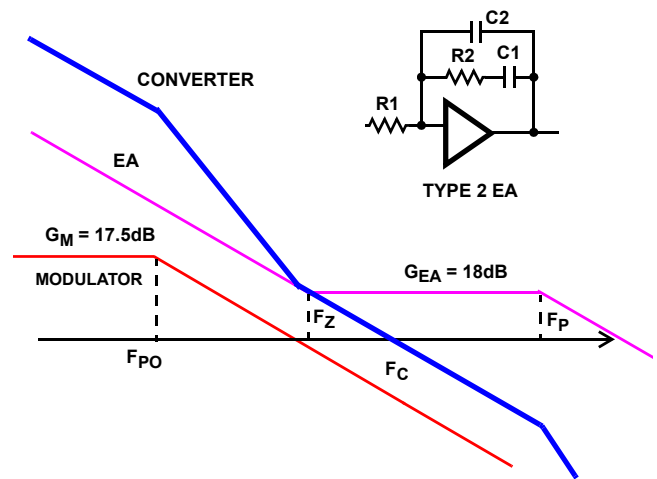 C2
CONVERTER
R2
C1
R1
EA
TYPE 2 EA
GM = 17.5dB
GEA = 18dB
MODULATOR
FZ
FP
FPO
FC